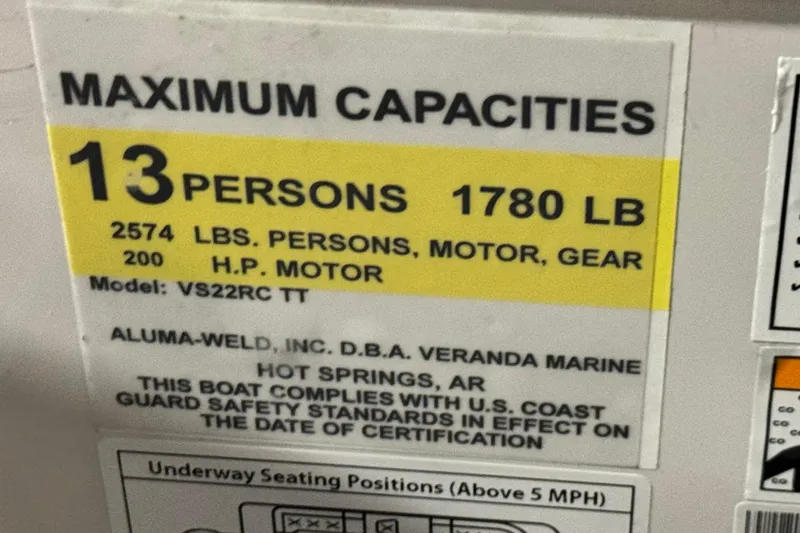 MAXIMUM CAPACITIES
13 PERSONS 1780 LB
2574 LBS. PERSONS, MOTOR, GEAR
200 H.P. MOTOR
Model: VS22RC TT
ALUMA-WELD, INC. D.B.A. VERANDA MARINE
HOT SPRINGS, AR
THIS BOAT COMPLIES WITH U.S. COAST
GUARD SAFETY STANDARDS IN EFFECT ON
THE DATE OF CERTIFICATION
Underway Seating Positions (Above 5 MPH)